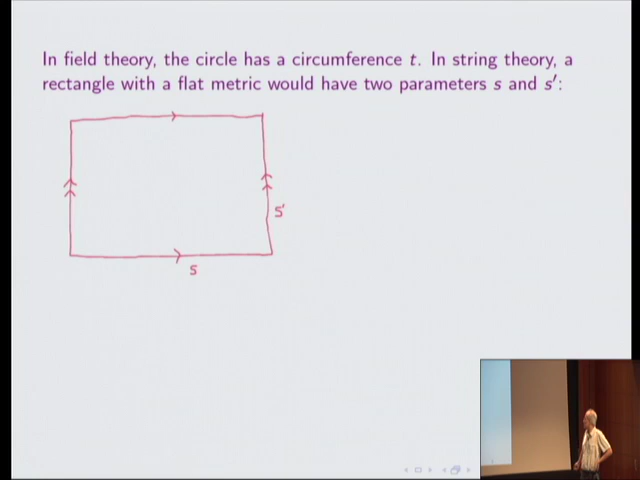 In field theory, the circle has a circumference t. In string theory, a
rectangle with a flat metric would have two parameters s and s′:
s′
s